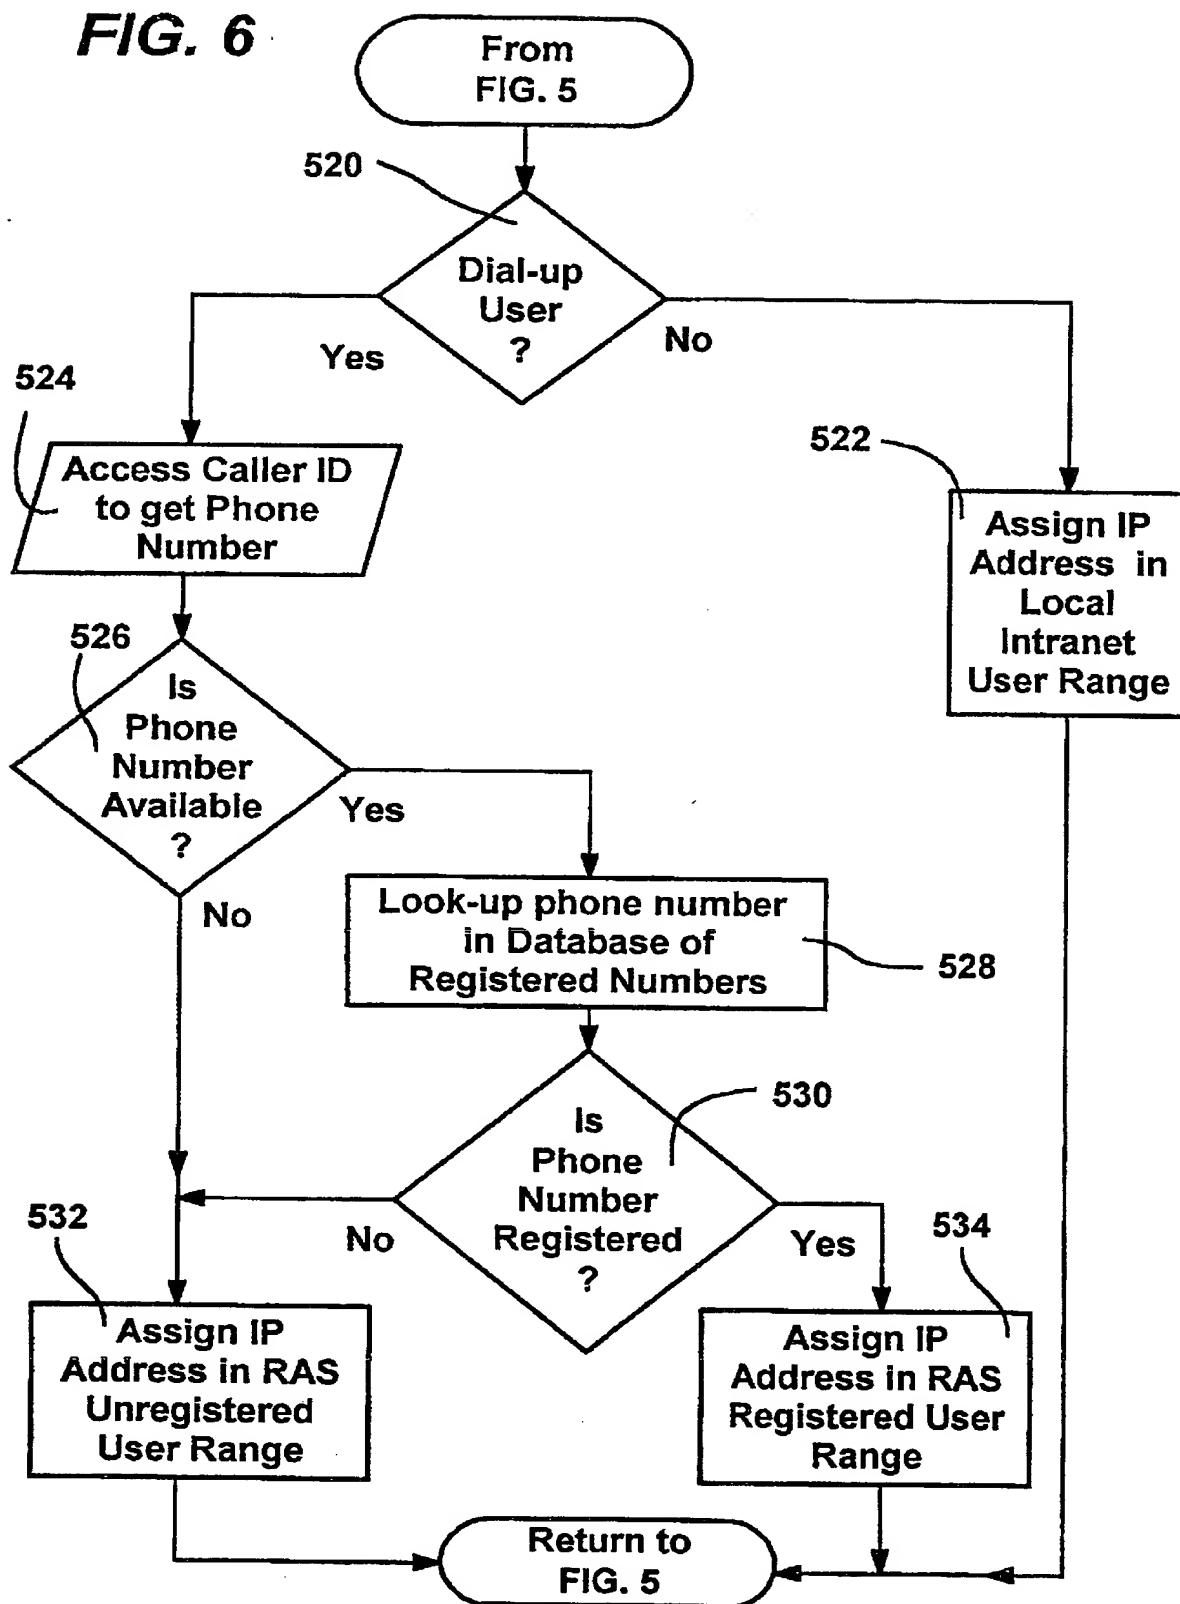 FIG. 6
From
FIG. 5
520
Dial-up
User
?
Yes
No
524
Access Caller ID
to get Phone
Number
522
Assign IP
Address in
Local
Intranet
User Range
526
Is
Phone
Number
Available
?
Yes
No
Look-up phone number
in Database of
Registered Numbers
528
530
Is
Phone
Number
Registered
?
No
Yes
532
Assign IP
Address in RAS
Unregistered
User Range
534
Assign IP
Address in RAS
Registered User
Range
Return to
FIG. 5